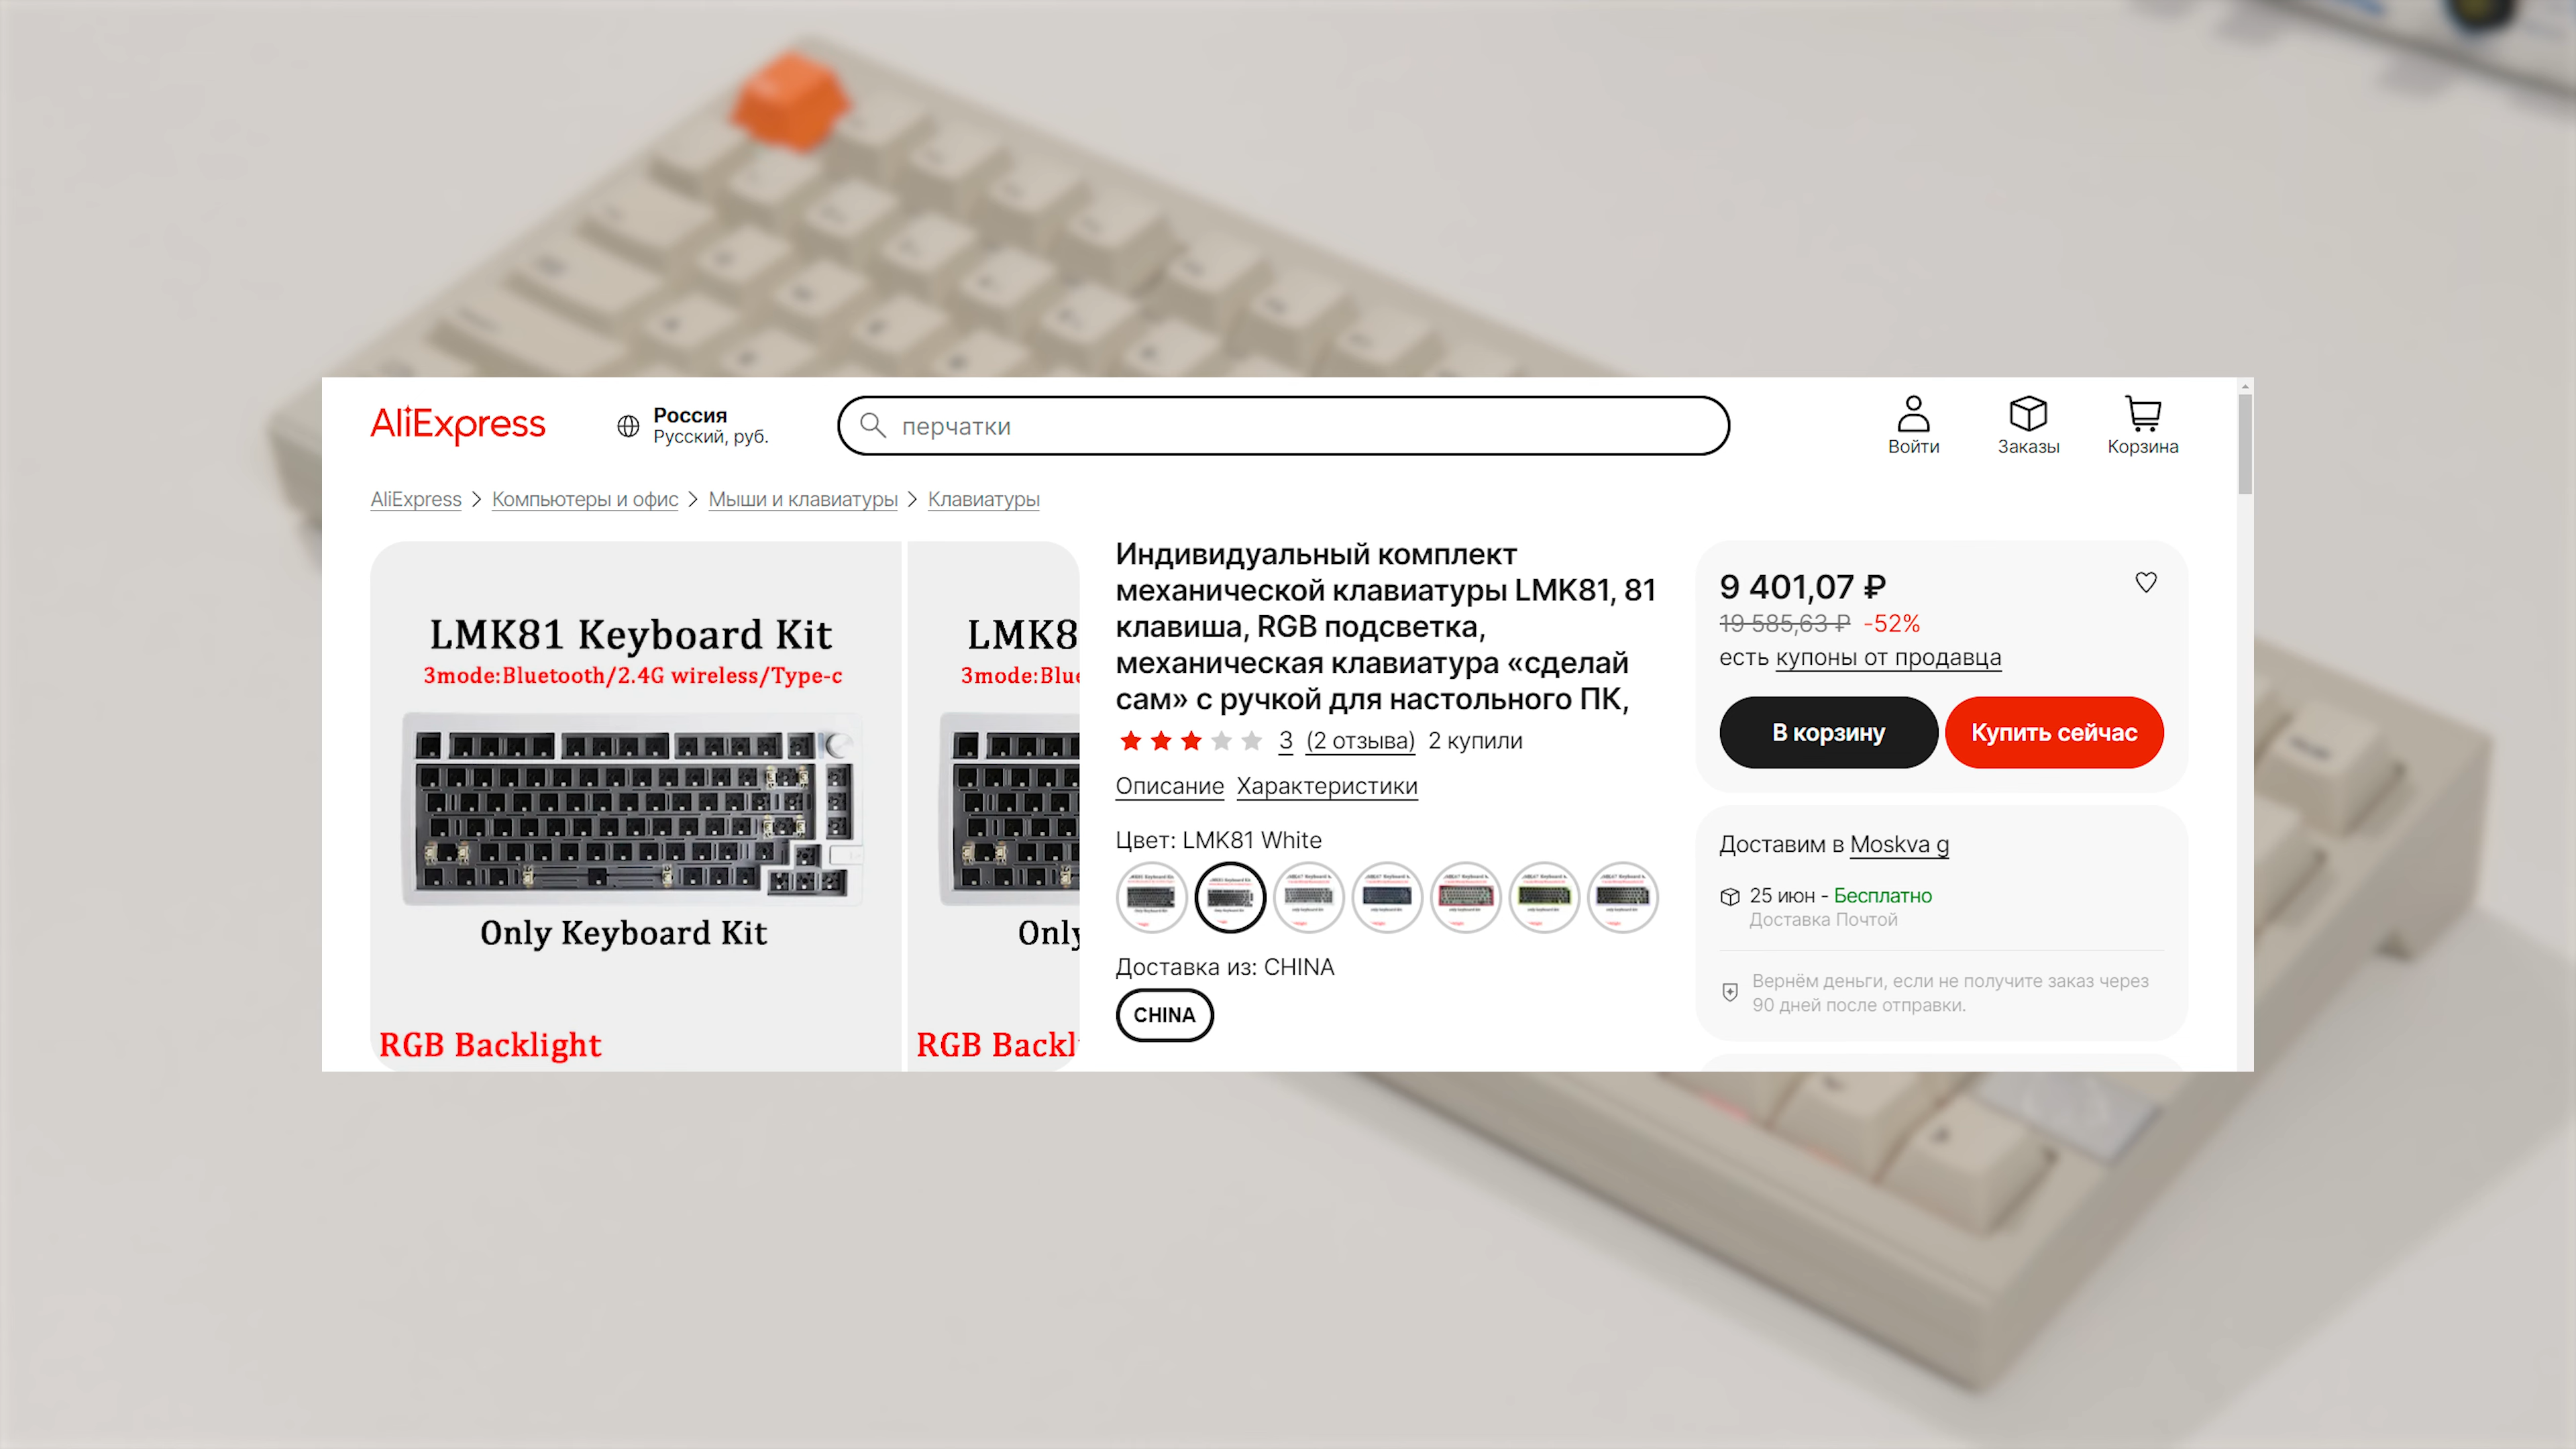 AliExpress
Россия
Русский, руб.
перчатки
Войти
Заказы
Корзина
AliExpress > Компьютеры и офис > Мыши и клавиатуры > Клавиатуры
LMK81 Keyboard Kit
3mode:Bluetooth/2.4G wireless/Type-c
Only Keyboard Kit
RGB Backlight
LMK8
3mode:Blue
Only
RGB Backl
Индивидуальный комплект
механической клавиатуры LMK81, 81
клавиша, RGB подсветка,
механическая клавиатура «сделай
сам» с ручкой для настольного ПК,
3 (2 отзыва) 2 купили
Описание Характеристики
Цвет: LMK81 White
Доставка из: CHINA
CHINA
9 401,07 ₽
19 585,63 ₽ -52%
есть купоны от продавца
В корзину
Купить сейчас
Доставим в Moskva g
25 июн - Бесплатно
Доставка Почтой
Вернём деньги, если не получите заказ через
90 дней после отправки.